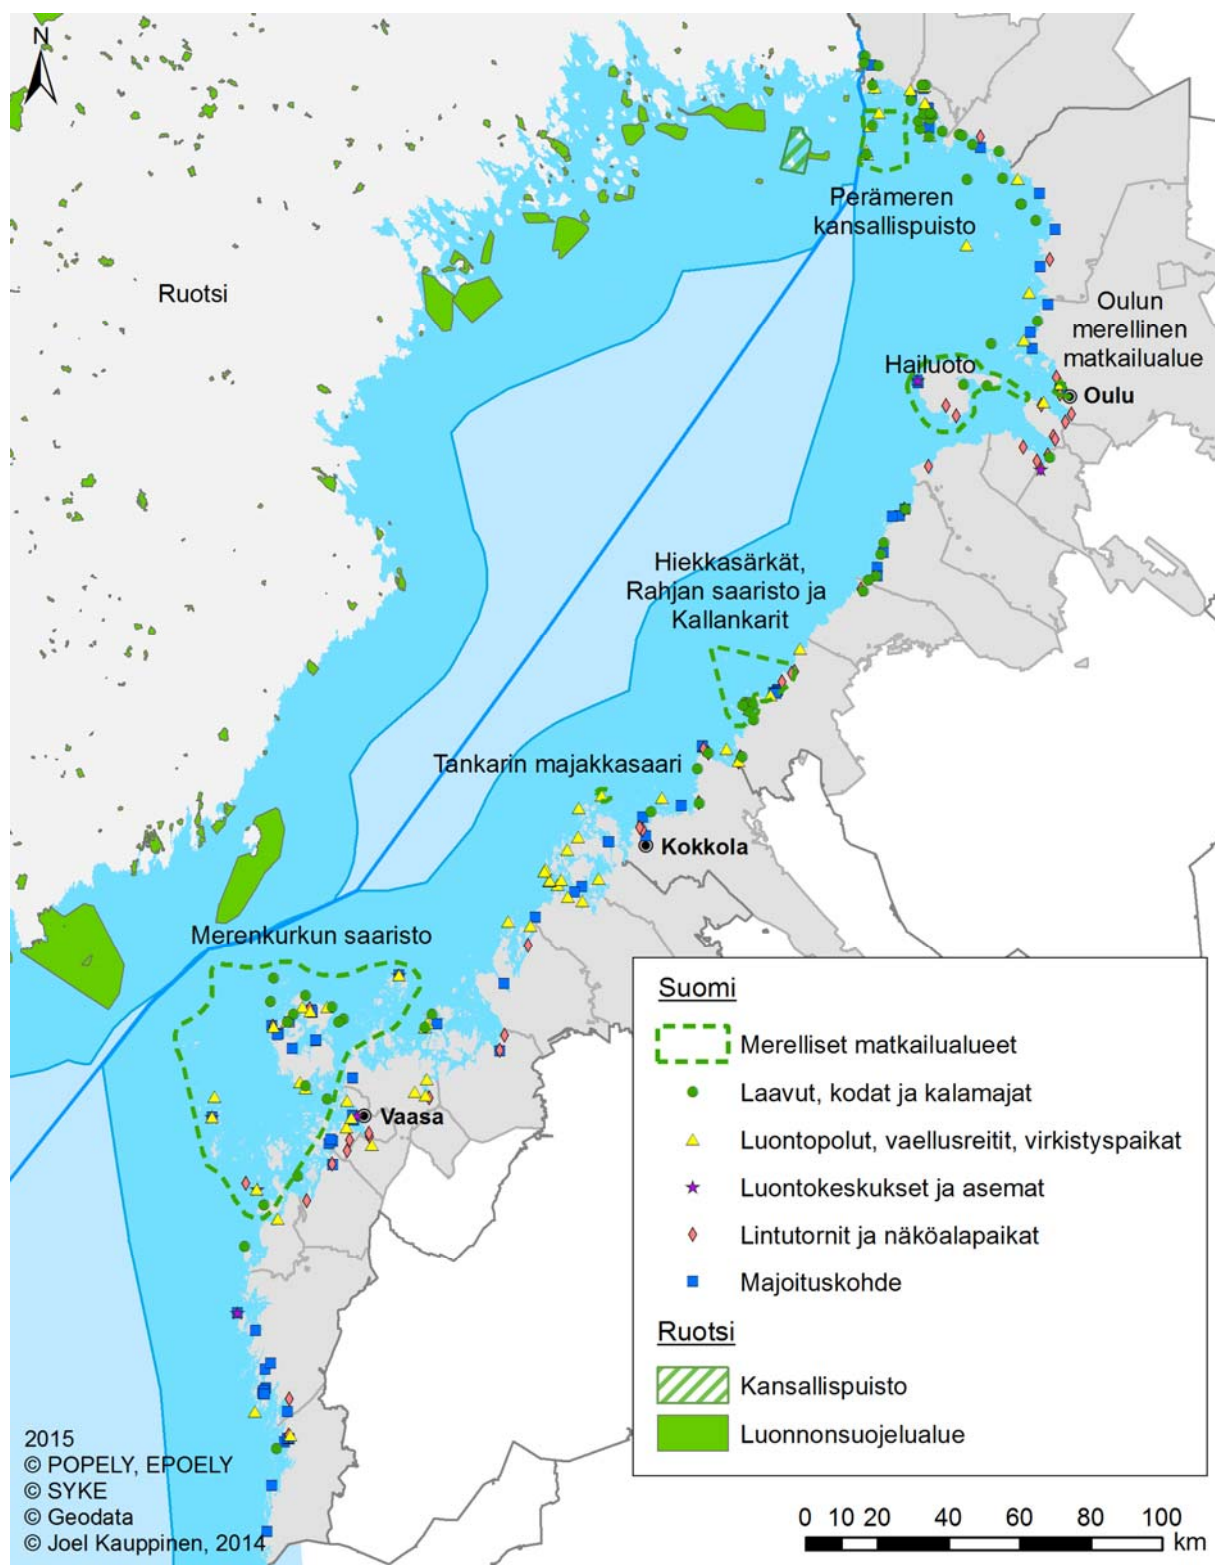 N
Ruotsi
Perämeren
kansallispuisto
Oulun
merellinen
matkailualue
Hailuoto
Oulu
Hiekkasärkät,
Rahjan saaristo ja
Kallankarit
Tankarin majakkasaari
Kokkola
Merenkurkun saaristo
Vaasa
Suomi
Merelliset matkailualueet
Laavut, kodat ja kalamajat
Luontopolut, vaellusreitit, virkistyspaikat
Luontokeskukset ja asemat
Lintutornit ja näköalapaikat
Majoituskohde
Ruotsi
Kansallispuisto
Luonnonsuojelualue
2015
© POPELY, EPOELY
© SYKE
© Geodata
© Joel Kauppinen, 2014
0 10 20 40 60 80 100
km